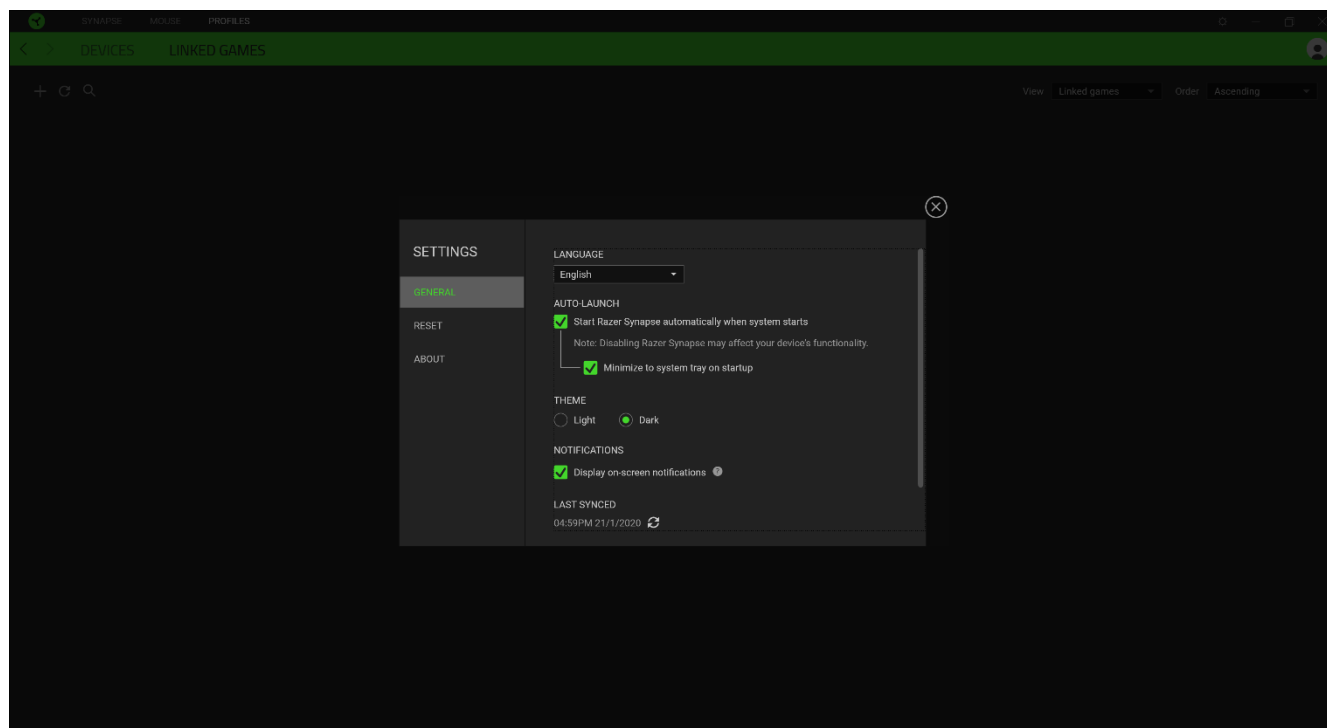 SYNAPSE MOUSE PROFILES
DEVICES LINKED GAMES
View Linked games Order Ascending
SETTINGS
GENERAL
RESET
ABOUT
LANGUAGE
English
AUTO-LAUNCH
Start Razer Synapse automatically when system starts
Note: Disabling Razer Synapse may affect your device's functionality.
Minimize to system tray on startup
THEME
Light Dark
NOTIFICATIONS
Display on-screen notifications ?
LAST SYNCED
04:59PM 21/1/2020